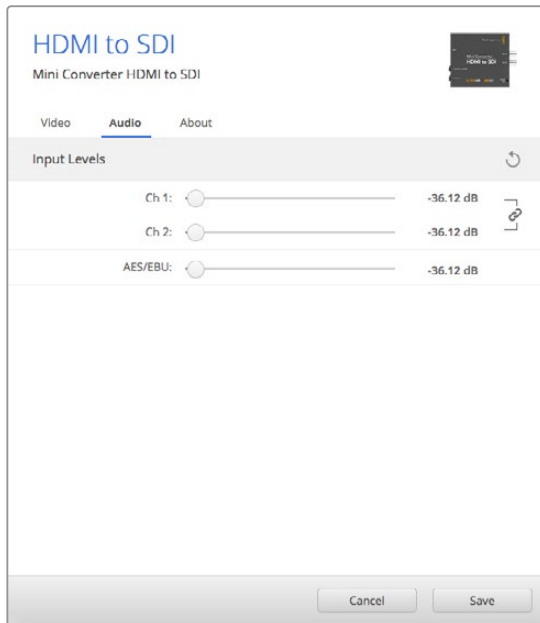 HDMI to SDI
Mini Converter HDMI to SDI
Video Audio About
Input Levels
Ch 1: -36.12 dB
Ch 2: -36.12 dB
AES/EBU: -36.12 dB
Cancel Save